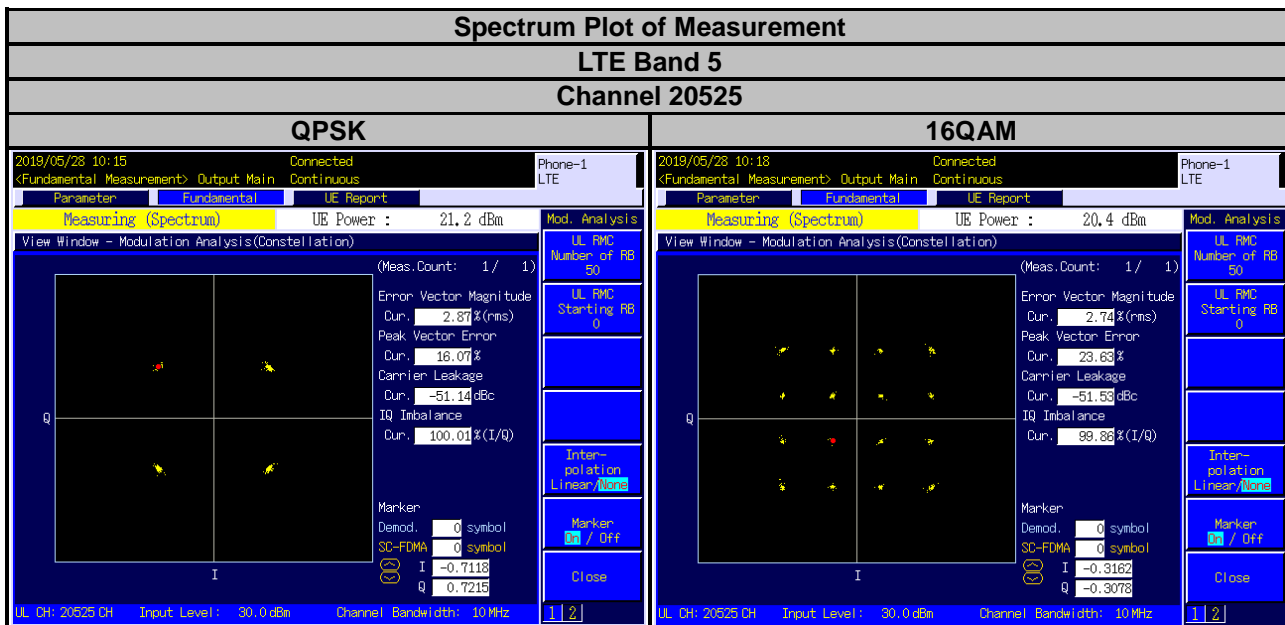 Spectrum Plot of Measurement
LTE Band 5
Channel 20525
QPSK
2019/05/28 10:15 Connected Phone-1
<Fundamental Measurement> Output Main Continuous LTE
Parameter Fundamental UE Report
Measuring (Spectrum) UE Power : 21.2 dBm Mod. Analysis
View Window - Modulation Analysis(Constellation)
(Meas.Count: 1/ 1)
Error Vector Magnitude
Cur. 2.87 %(rms)
Peak Vector Error
Cur. 16.07 %
Carrier Leakage
Cur. -51.14 dBc
IQ Imbalance
Cur. 100.01 %(I/Q)
Q
I
Marker
Demod. 0 symbol
SC-FDMA 0 symbol
I -0.7118
Q 0.7215
UL RMC
Number of RB
50
UL RMC
Starting RB
0
Inter-
polation
Linear/None
Marker
On / Off
Close
UL CH: 20525 CH Input Level: 30.0 dBm Channel Bandwidth: 10 MHz 1 2
16QAM
2019/05/28 10:18 Connected Phone-1
<Fundamental Measurement> Output Main Continuous LTE
Parameter Fundamental UE Report
Measuring (Spectrum) UE Power : 20.4 dBm Mod. Analysis
View Window - Modulation Analysis(Constellation)
(Meas.Count: 1/ 1)
Error Vector Magnitude
Cur. 2.74 %(rms)
Peak Vector Error
Cur. 23.63 %
Carrier Leakage
Cur. -51.53 dBc
IQ Imbalance
Cur. 99.86 %(I/Q)
Q
I
Marker
Demod. 0 symbol
SC-FDMA 0 symbol
I -0.3162
Q -0.3078
UL RMC
Number of RB
50
UL RMC
Starting RB
0
Inter-
polation
Linear/None
Marker
On / Off
Close
UL CH: 20525 CH Input Level: 30.0 dBm Channel Bandwidth: 10 MHz 1 2